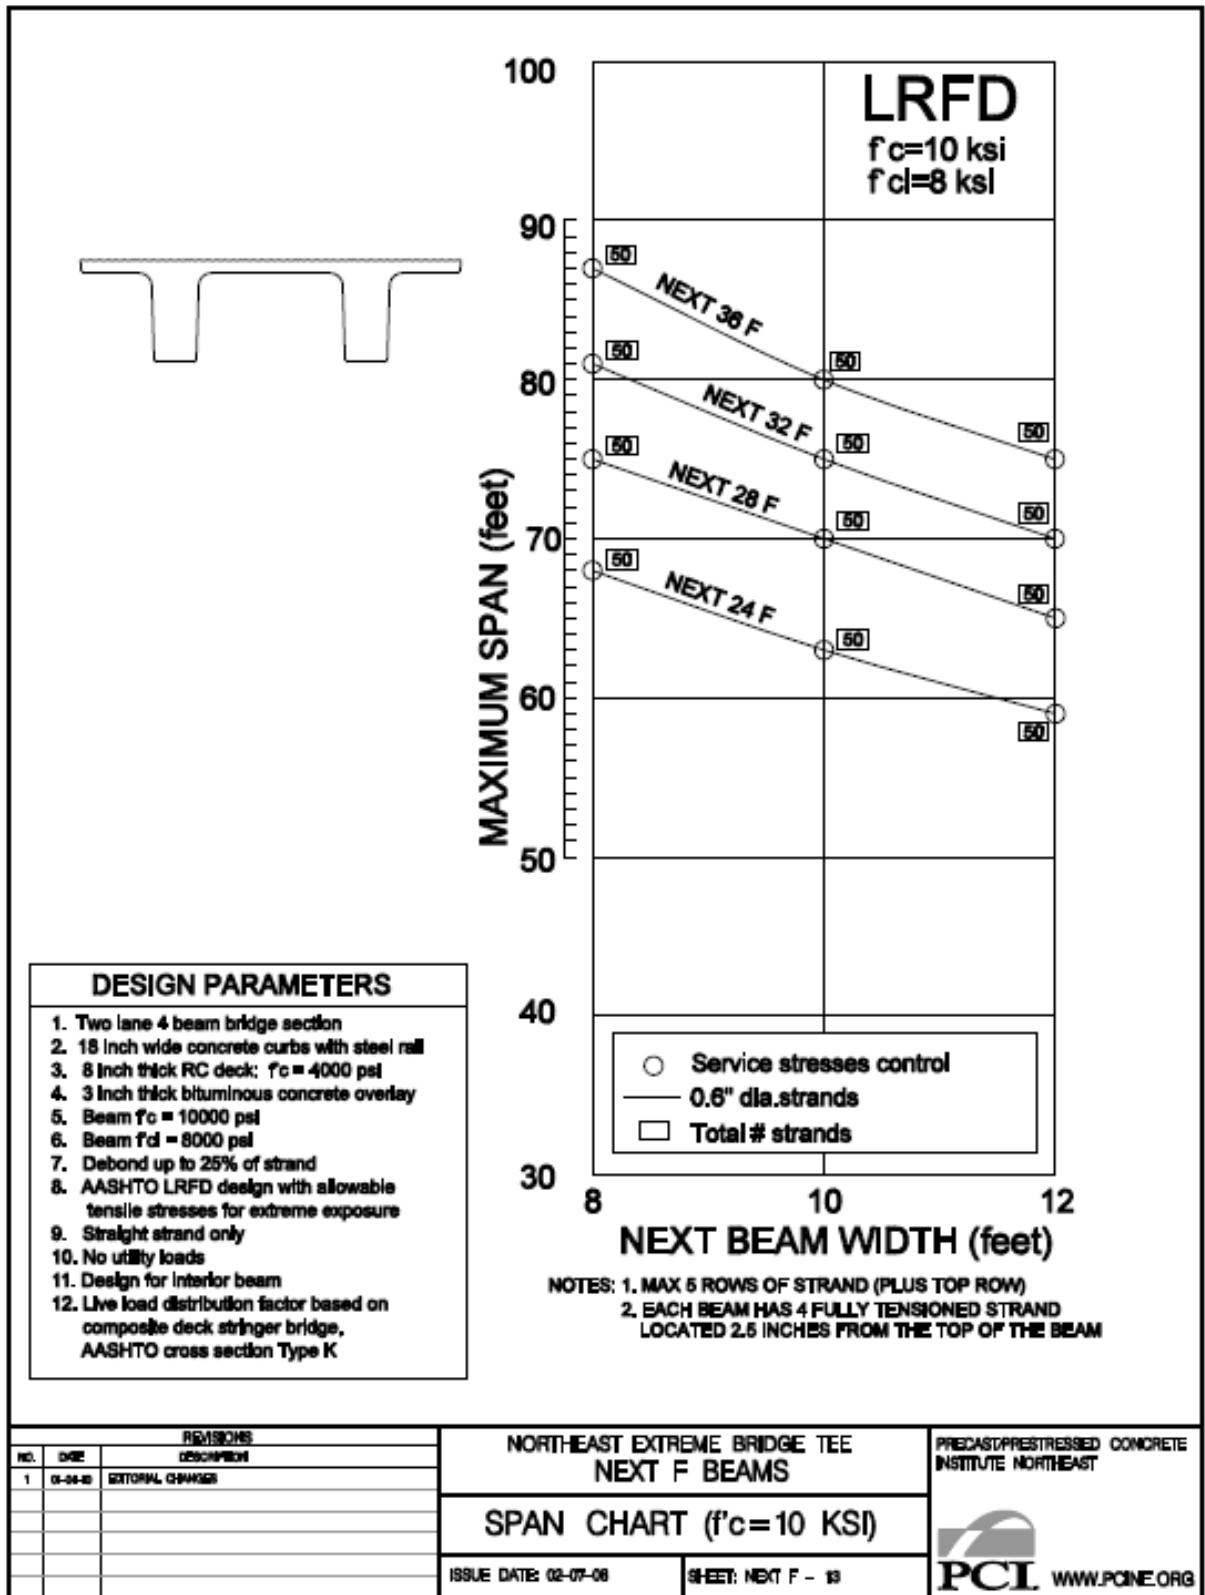 100
90
80
70
60
50
40
30
MAXIMUM SPAN (feet)
LRFD
f'c=10 ksi
f'ci=8 ksi
50
NEXT 36 F
50
50
50
NEXT 32 F
50
50
50
NEXT 28 F
50
50
50
NEXT 24 F
50
50
Service stresses control
0.6" dia.strands
Total # strands
8
10
12
NEXT BEAM WIDTH (feet)
NOTES: 1. MAX 5 ROWS OF STRAND (PLUS TOP ROW)
2. EACH BEAM HAS 4 FULLY TENSIONED STRAND
LOCATED 2.5 INCHES FROM THE TOP OF THE BEAM
DESIGN PARAMETERS
1. Two lane 4 beam bridge section
2. 18 inch wide concrete curbs with steel rail
3. 8 inch thick RC deck: f'c = 4000 psi
4. 3 inch thick bituminous concrete overlay
5. Beam f'c = 10000 psi
6. Beam f'ci = 8000 psi
7. Debond up to 25% of strand
8. AASHTO LRFD design with allowable
tensile stresses for extreme exposure
9. Straight strand only
10. No utility loads
11. Design for interior beam
12. Live load distribution factor based on
composite deck stringer bridge,
AASHTO cross section Type K
REVISIONS
NO. DATE DESCRIPTION
1 EDITORIAL CHANGES
NORTHEAST EXTREME BRIDGE TEE
NEXT F BEAMS
SPAN CHART (f'c=10 KSI)
ISSUE DATE: 02-07-08
SHEET: NEXT F - 13
PRECAST/PRESTRESSED CONCRETE
INSTITUTE NORTHEAST
PCI
WWW.PCINE.ORG